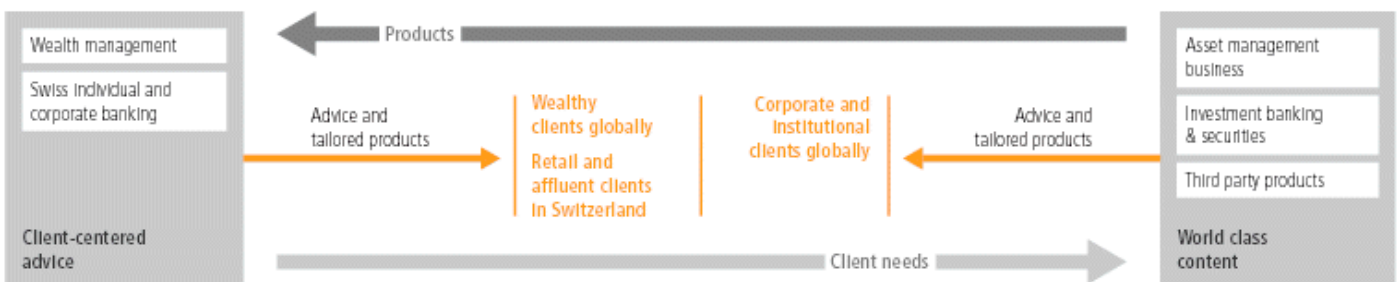 Products
Wealth management
Swiss individual and
corporate banking
Client-centered
advice
Advice and
tailored products
Wealthy
clients globally
Retail and
affluent clients
in Switzerland
Corporate and
institutional
clients globally
Advice and
tailored products
Asset management
business
Investment banking
& securities
Third party products
World class
content
Client needs